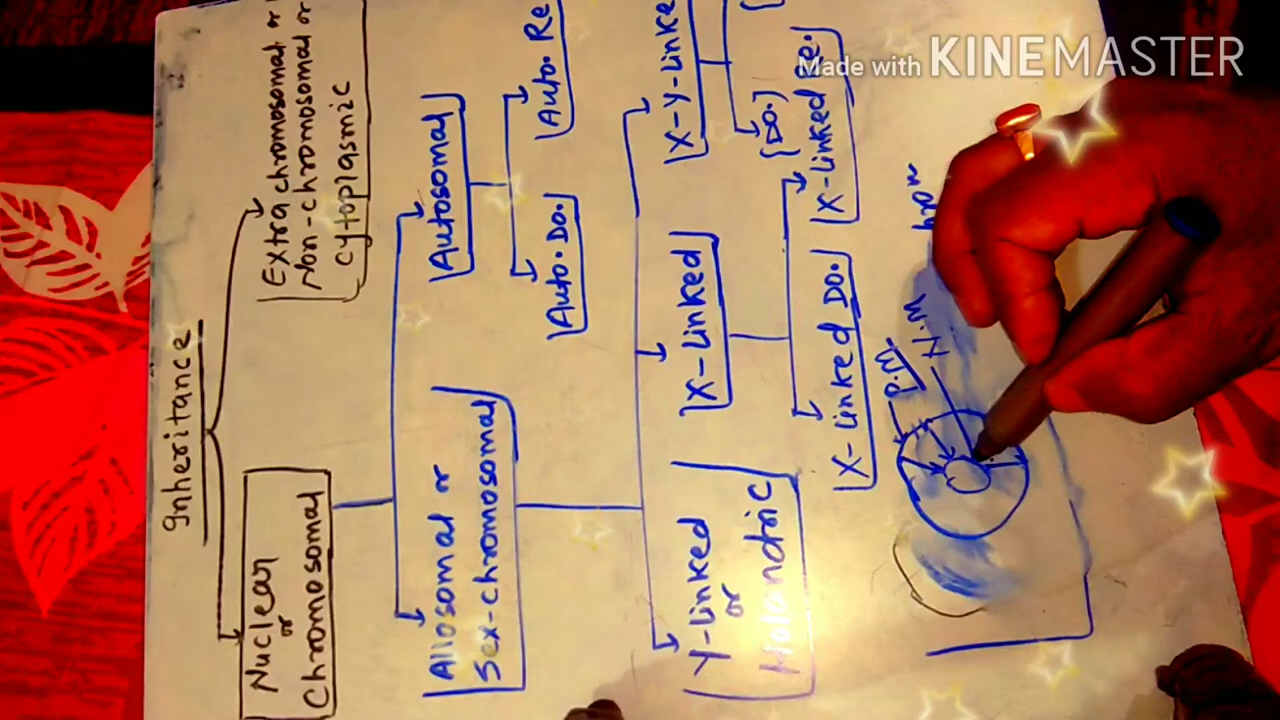 Made with KINEMASTER
Inheritance
Nuclear
or
Chromosomal
Extra chromosomal or
Non-chromosomal or
cytoplasmic
Allosomal or
Sex-chromosomal
Autosomal
Auto. Do.
Auto. Re
Y-linked
or
Holandric
X-Linked
X-Y-linke
X-linked Do.
X-linked Re.
[Do.]
P.M.
N.M